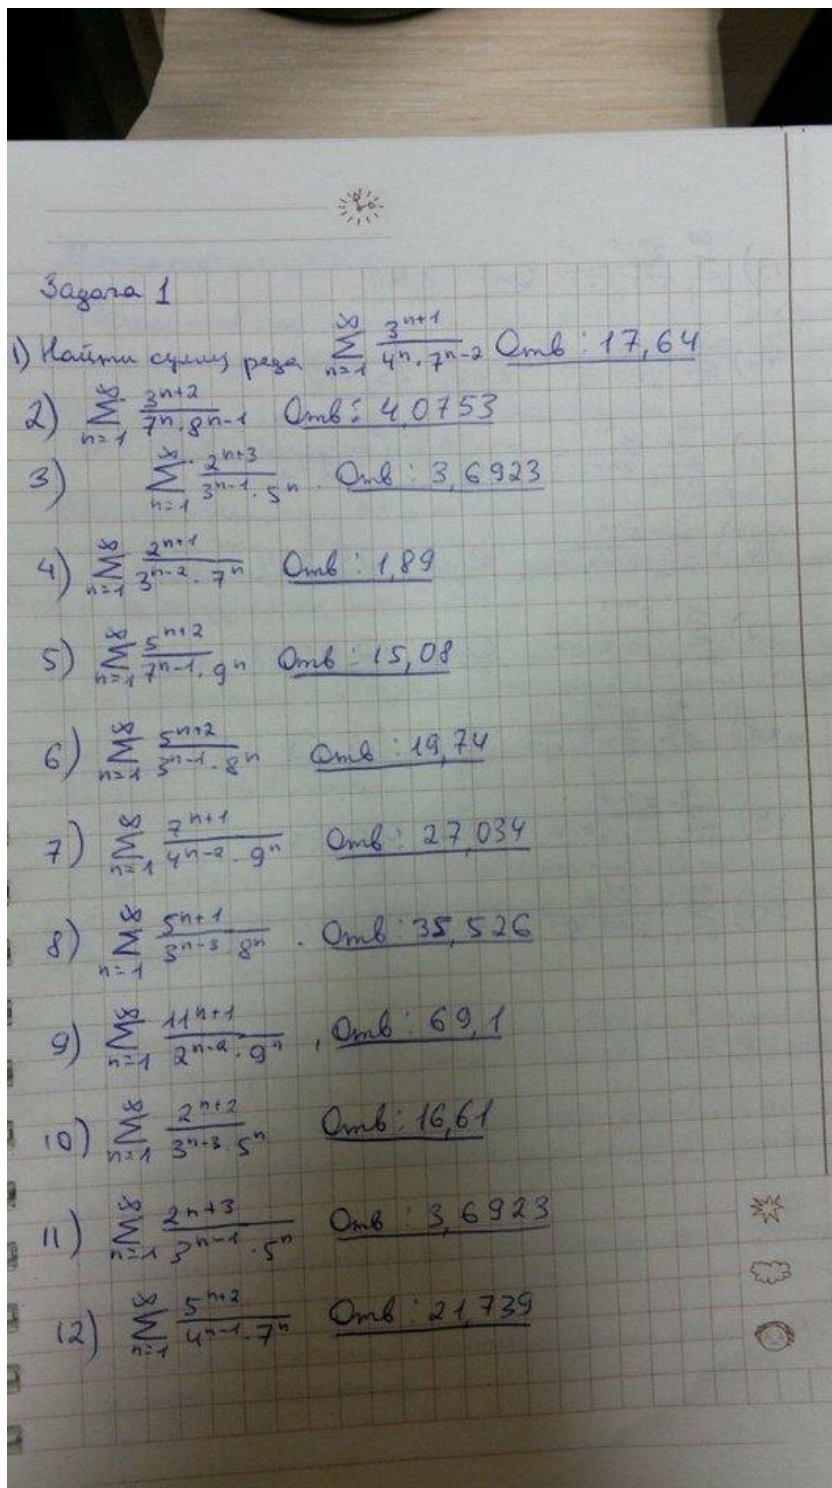 Задача 1
1) Найти сумму ряда ∞ ∑ n=1 3^{n+1} / 4^n · 7^{n-2} Отв: 17,64
2) ∞ ∑ n=1 3^{n+2} / 7^n · 8^{n-1} Отв: 4,0753
3) ∞ ∑ n=1 2^{n+3} / 3^{n-1} · 5^n . Отв: 3,6923
4) ∞ ∑ n=1 2^{n+1} / 3^{n-2} · 7^n Отв: 1,89
5) ∞ ∑ n=1 5^{n+2} / 7^{n-1} · 9^n Отв: 15,08
6) ∞ ∑ n=1 5^{n+2} / 3^{n-1} · 8^n Отв: 19,74
7) ∞ ∑ n=1 7^{n+1} / 4^{n-2} · 9^n Отв: 27,034
8) ∞ ∑ n=1 5^{n+1} / 3^{n-3} · 8^n . Отв: 35,526
9) ∞ ∑ n=1 11^{n+1} / 2^{n-2} · 9^n , Отв: 69,1
10) ∞ ∑ n=1 2^{n+2} / 3^{n-3} · 5^n Отв: 16,61
11) ∞ ∑ n=1 2^{n+3} / 3^{n-1} · 5^n Отв: 3,6923
12) ∞ ∑ n=1 5^{n+2} / 4^{n-1} · 7^n Отв: 21,739